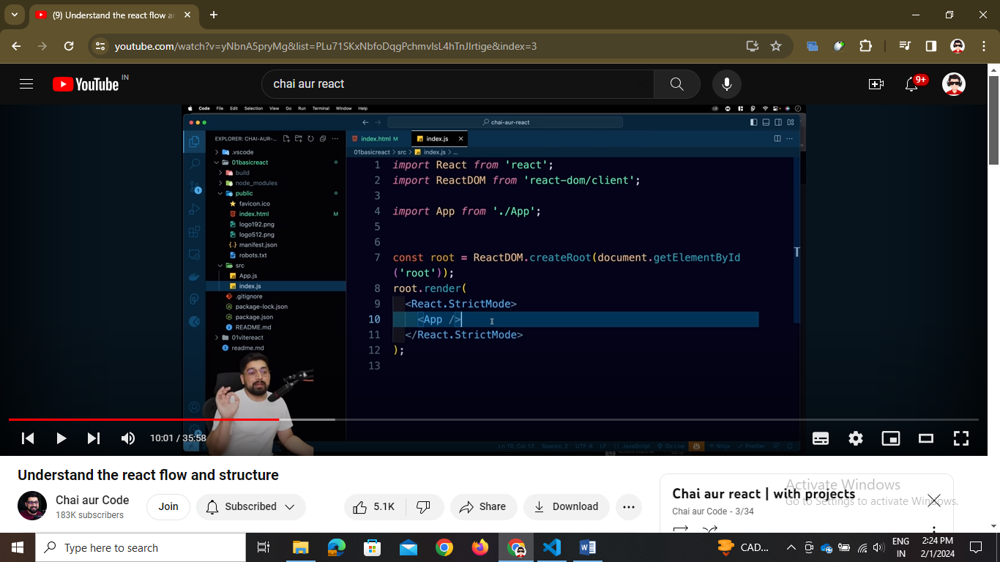 (9) Understand the react flow a
youtube.com/watch?v=yNbnA5pryMg&list=PLu71SKxNbfoDqgPchmvIsL4hTnJIrtige&index=3
YouTube IN
chai aur react
9+
Code File Edit Selection View Go Run Terminal Window Help
chai-aur-react
EXPLORER: CHAI-AUR-...
index.html M
index.js
01basicreact > src > index.js > ...
.vscode
01basicreact
build
node_modules
public
favicon.ico
index.html M
logo192.png
logo512.png
manifest.json
robots.txt
src
App.js
index.js
.gitignore
package-lock.json
package.json
README.md
01vitereact
readme.md
1 import React from 'react';
2 import ReactDOM from 'react-dom/client';
3
4 import App from './App';
5
6
7 const root = ReactDOM.createRoot(document.getElementById
('root'));
8 root.render(
9 <React.StrictMode>
10 <App />
11 </React.StrictMode>
12 );
13
Ln 10, Col 12 Spaces: 2 UTF-8 LF {} JavaScript Go Live Ninja Prettier
10:01 / 35:58
Understand the react flow and structure
Chai aur Code
183K subscribers
Join
Subscribed
5.1K
Share
Download
Chai aur react | with projects
Chai aur Code - 3/34
Activate Windows
Go to Settings to activate Windows.
Type here to search
CAD...
ENG
IN
2:24 PM
2/1/2024